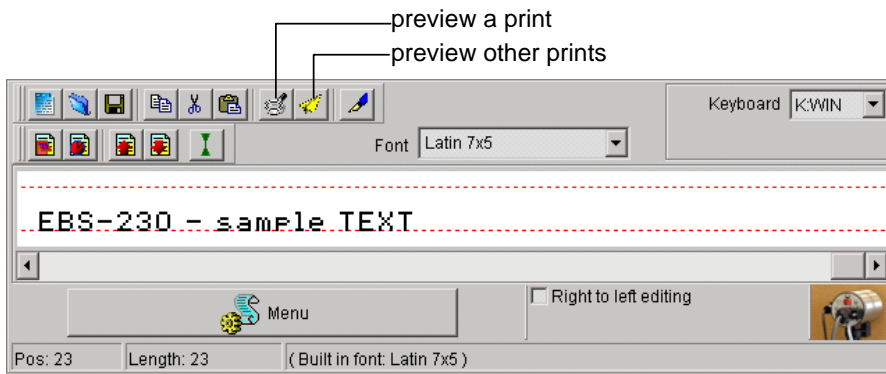 preview a print
preview other prints
Keyboard K:WIN
Font Latin 7x5
EBS-230 - sample TEXT
Menu
Right to left editing
Pos: 23 Length: 23 ( Built in font: Latin 7x5 )